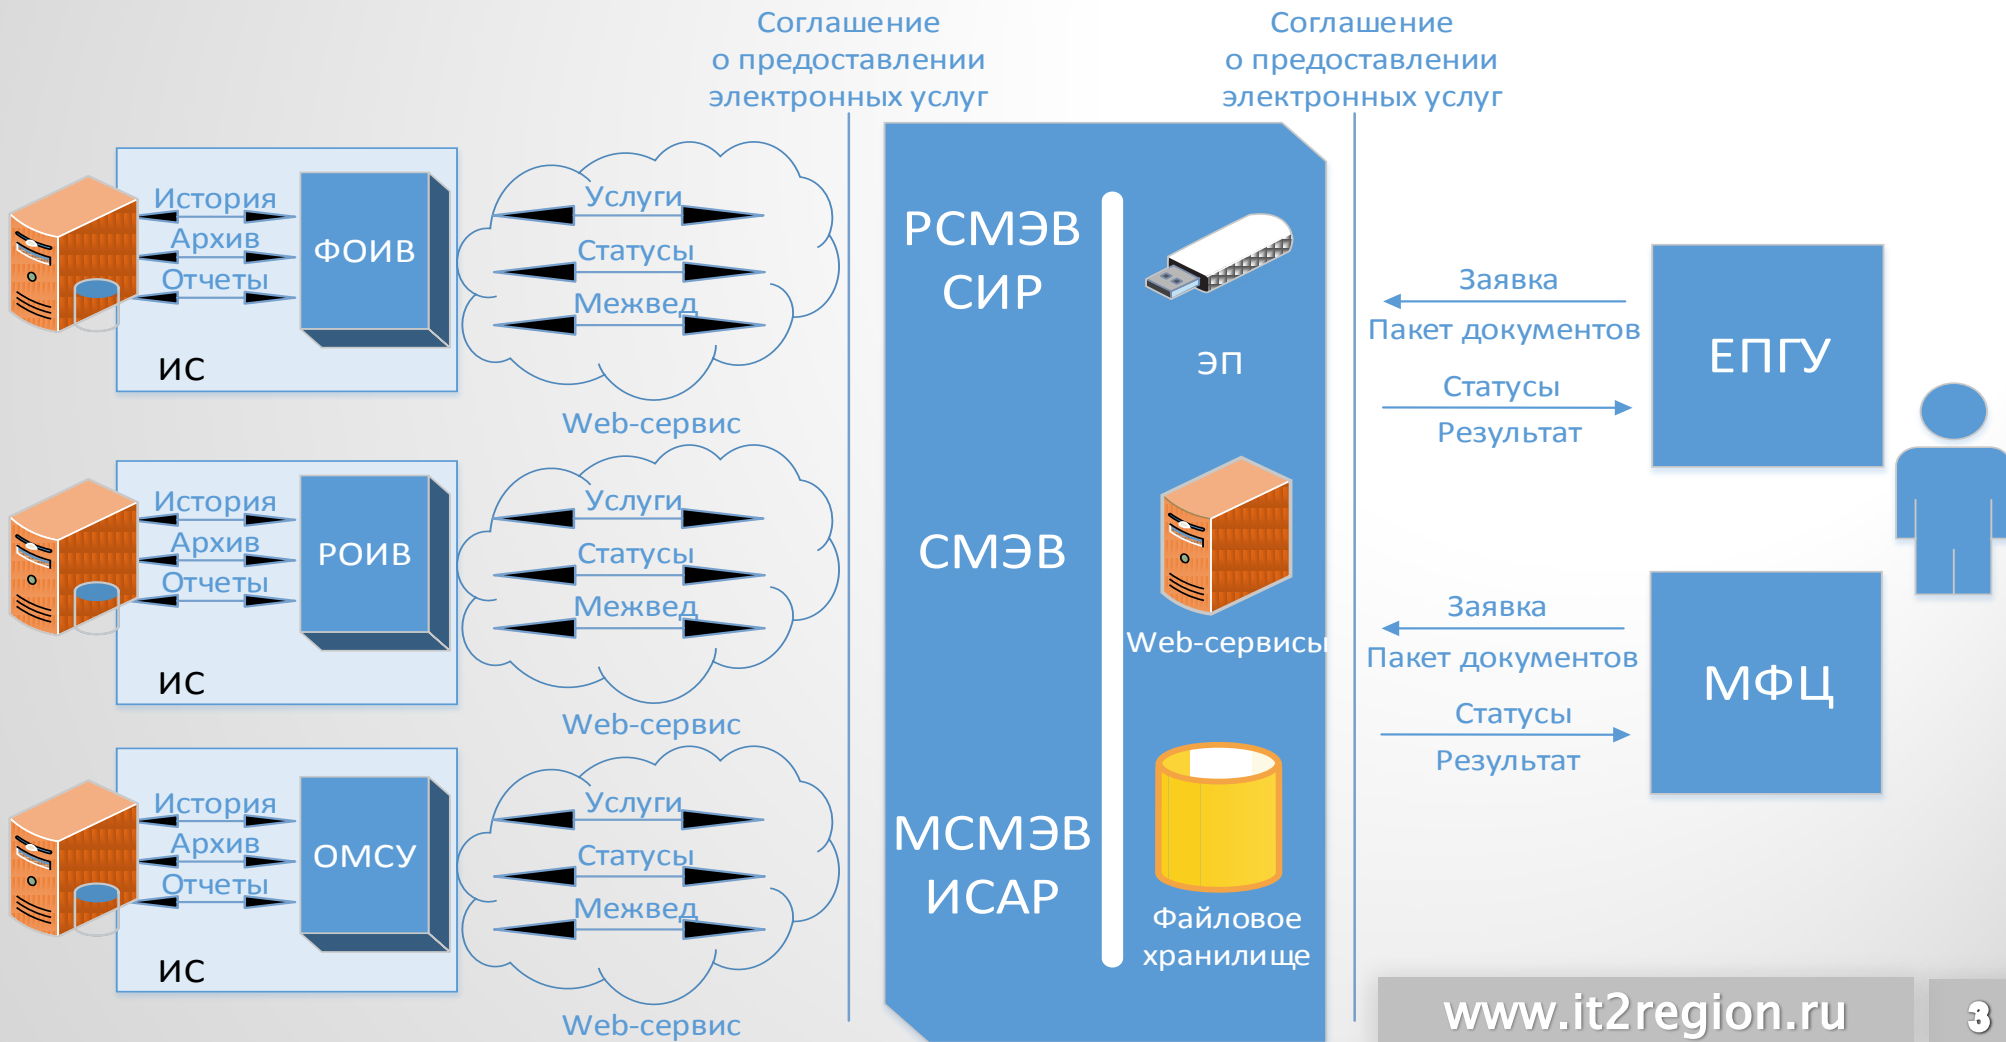 Соглашение
о предоставлении
электронных услуг
Соглашение
о предоставлении
электронных услуг
История
Архив
Отчеты
ФОИВ
ИС
Услуги
Статусы
Межвед
Web-сервис
История
Архив
Отчеты
РОИВ
ИС
Услуги
Статусы
Межвед
Web-сервис
История
Архив
Отчеты
ОМСУ
ИС
Услуги
Статусы
Межвед
Web-сервис
РСМЭВ
СИР
СМЭВ
МСМЭВ
ИСАР
ЭП
Web-сервисы
Файловое
хранилище
Заявка
Пакет документов
Статусы
Результат
ЕПГУ
Заявка
Пакет документов
Статусы
Результат
МФЦ
www.it2region.ru
3